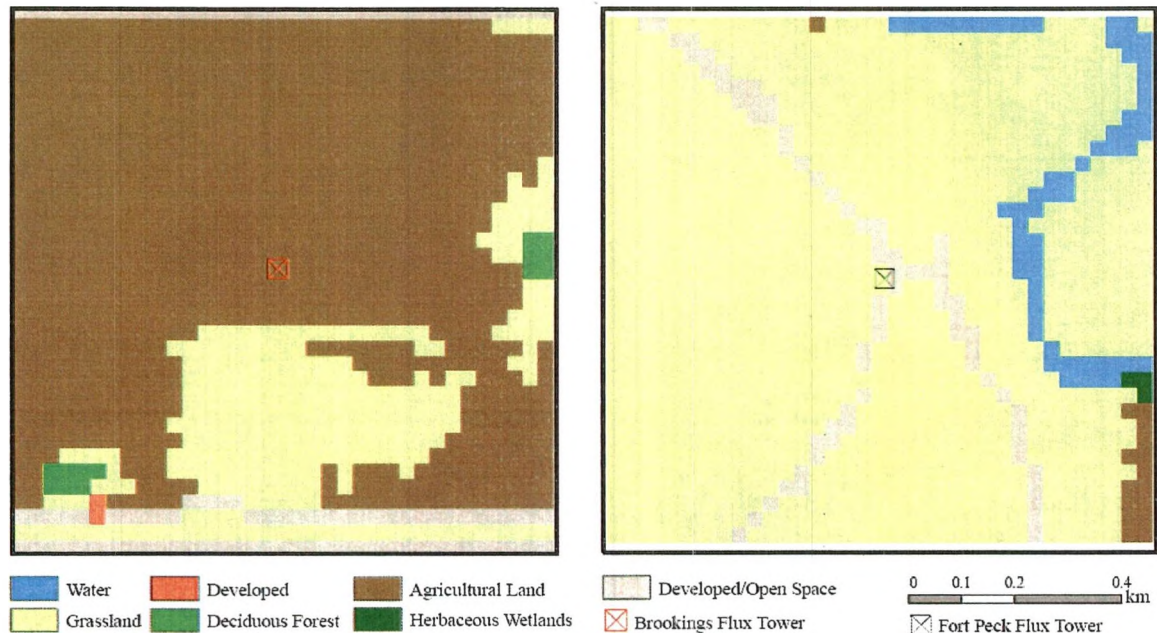 Water
Developed
Agricultural Land
Grassland
Deciduous Forest
Herbaceous Wetlands
Developed/Open Space
Brookings Flux Tower
0 0.1 0.2 0.4
km
Fort Peck Flux Tower